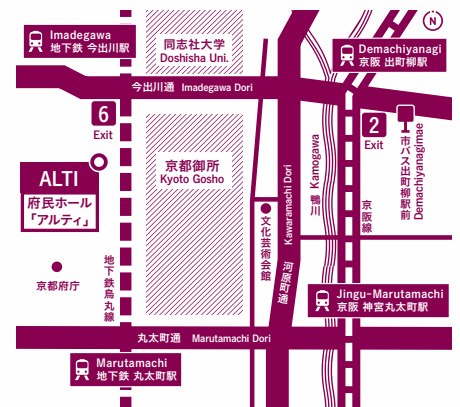 N
Imadegawa
地下鉄 今出川駅
同志社大学
Doshisha Uni.
Demachiyanagi
京阪 出町柳駅
今出川通 Imadegawa Dori
6
Exit
2
Exit
市バス出町柳駅前
Demachiyanagimae
ALTI
府民ホール
「アルティ」
京都御所
Kyoto Gosho
鴨川 Kamogawa
Kawaramachi Dori
河原町通
文化芸術会館
京阪線
京都府庁
地下鉄烏丸線
Jingu-Marutamachi
京阪 神宮丸太町駅
丸太町通 Marutamachi Dori
Marutamachi
地下鉄 丸太町駅